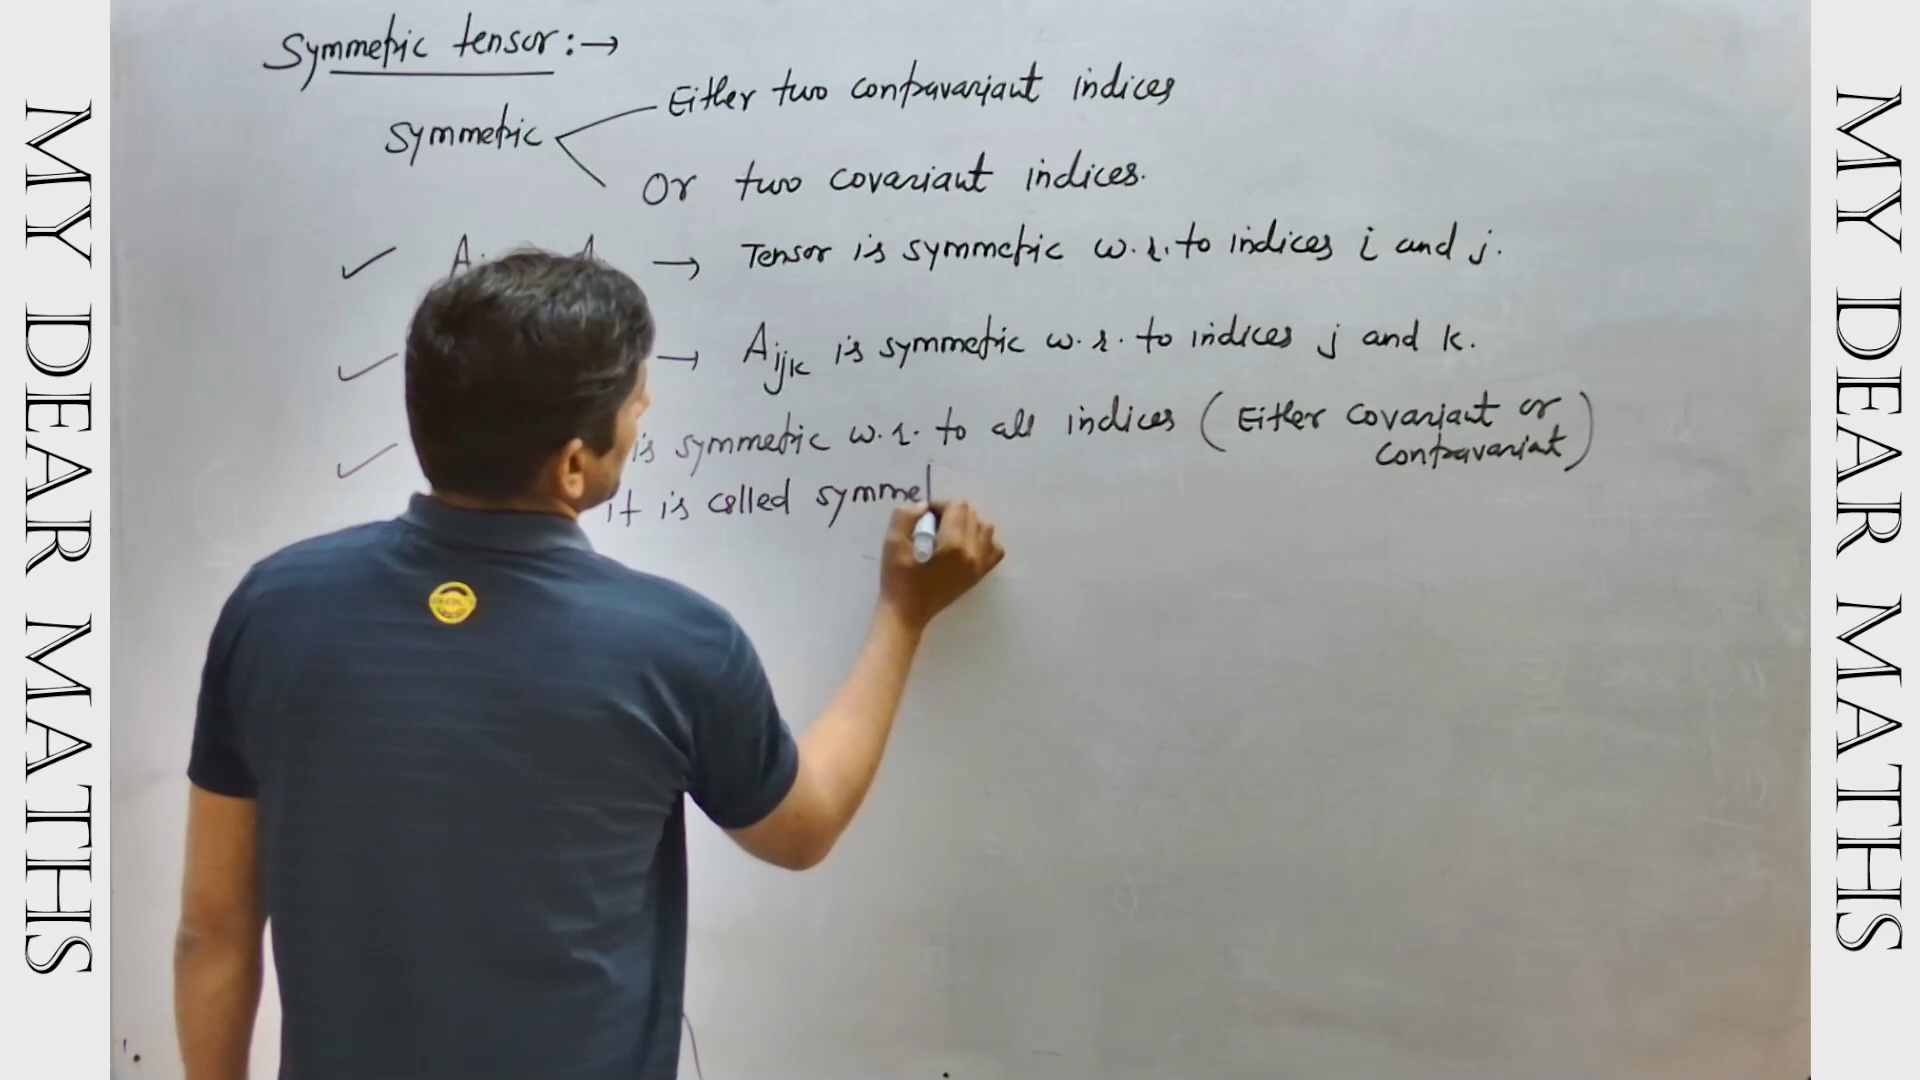 MY DEAR MATHS
Symmetric tensor :→
Symmetric
Either two contravariant indices
Or two covariant indices.
✓ → Tensor is symmetric w.r.to indices i and j.
✓ → Aijk is symmetric w.r.to indices j and k.
✓ is symmetric w.r.to all indices (Either covariant or
contravariant)
it is called symmet
MY DEAR MATHS